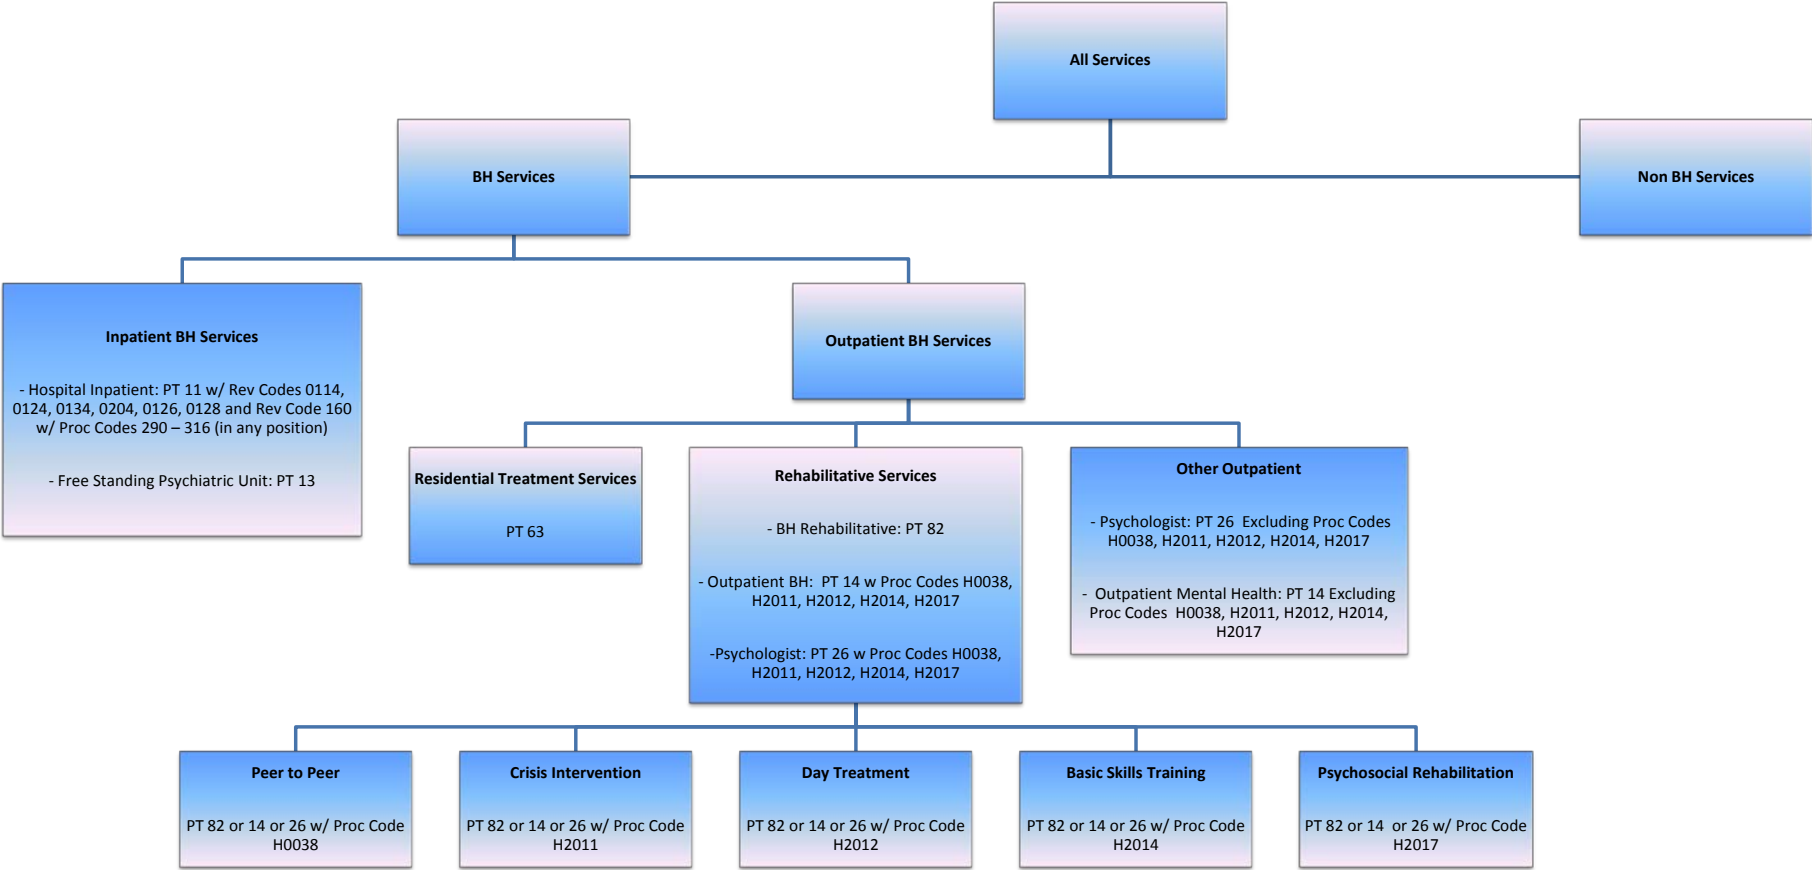 All Services
BH Services
Non BH Services
Inpatient BH Services
- Hospital Inpatient: PT 11 w/ Rev Codes 0114,
0124, 0134, 0204, 0126, 0128 and Rev Code 160
w/ Proc Codes 290 – 316 (in any position)
- Free Standing Psychiatric Unit: PT 13
Outpatient BH Services
Residential Treatment Services
PT 63
Rehabilitative Services
- BH Rehabilitative: PT 82
- Outpatient BH:  PT 14 w Proc Codes H0038,
H2011, H2012, H2014, H2017
-Psychologist: PT 26 w Proc Codes H0038,
H2011, H2012, H2014, H2017
Other Outpatient
- Psychologist: PT 26  Excluding Proc Codes
H0038, H2011, H2012, H2014, H2017
-  Outpatient Mental Health: PT 14 Excluding
Proc Codes  H0038, H2011, H2012, H2014,
H2017
Peer to Peer
PT 82 or 14 or 26 w/ Proc Code
H0038
Crisis Intervention
PT 82 or 14 or 26 w/ Proc Code
H2011
Day Treatment
PT 82 or 14 or 26 w/ Proc Code
H2012
Basic Skills Training
PT 82 or 14 or 26 w/ Proc Code
H2014
Psychosocial Rehabilitation
PT 82 or 14  or 26 w/ Proc Code
H2017